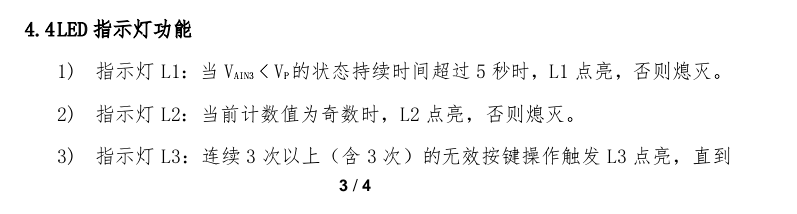 4.4LED 指示灯功能
1) 指示灯 L1：当 VAIN3＜VP的状态持续时间超过 5 秒时，L1 点亮，否则熄灭。
2) 指示灯 L2：当前计数值为奇数时，L2 点亮，否则熄灭。
3) 指示灯 L3：连续 3 次以上（含 3 次）的无效按键操作触发 L3 点亮，直到
3 / 4